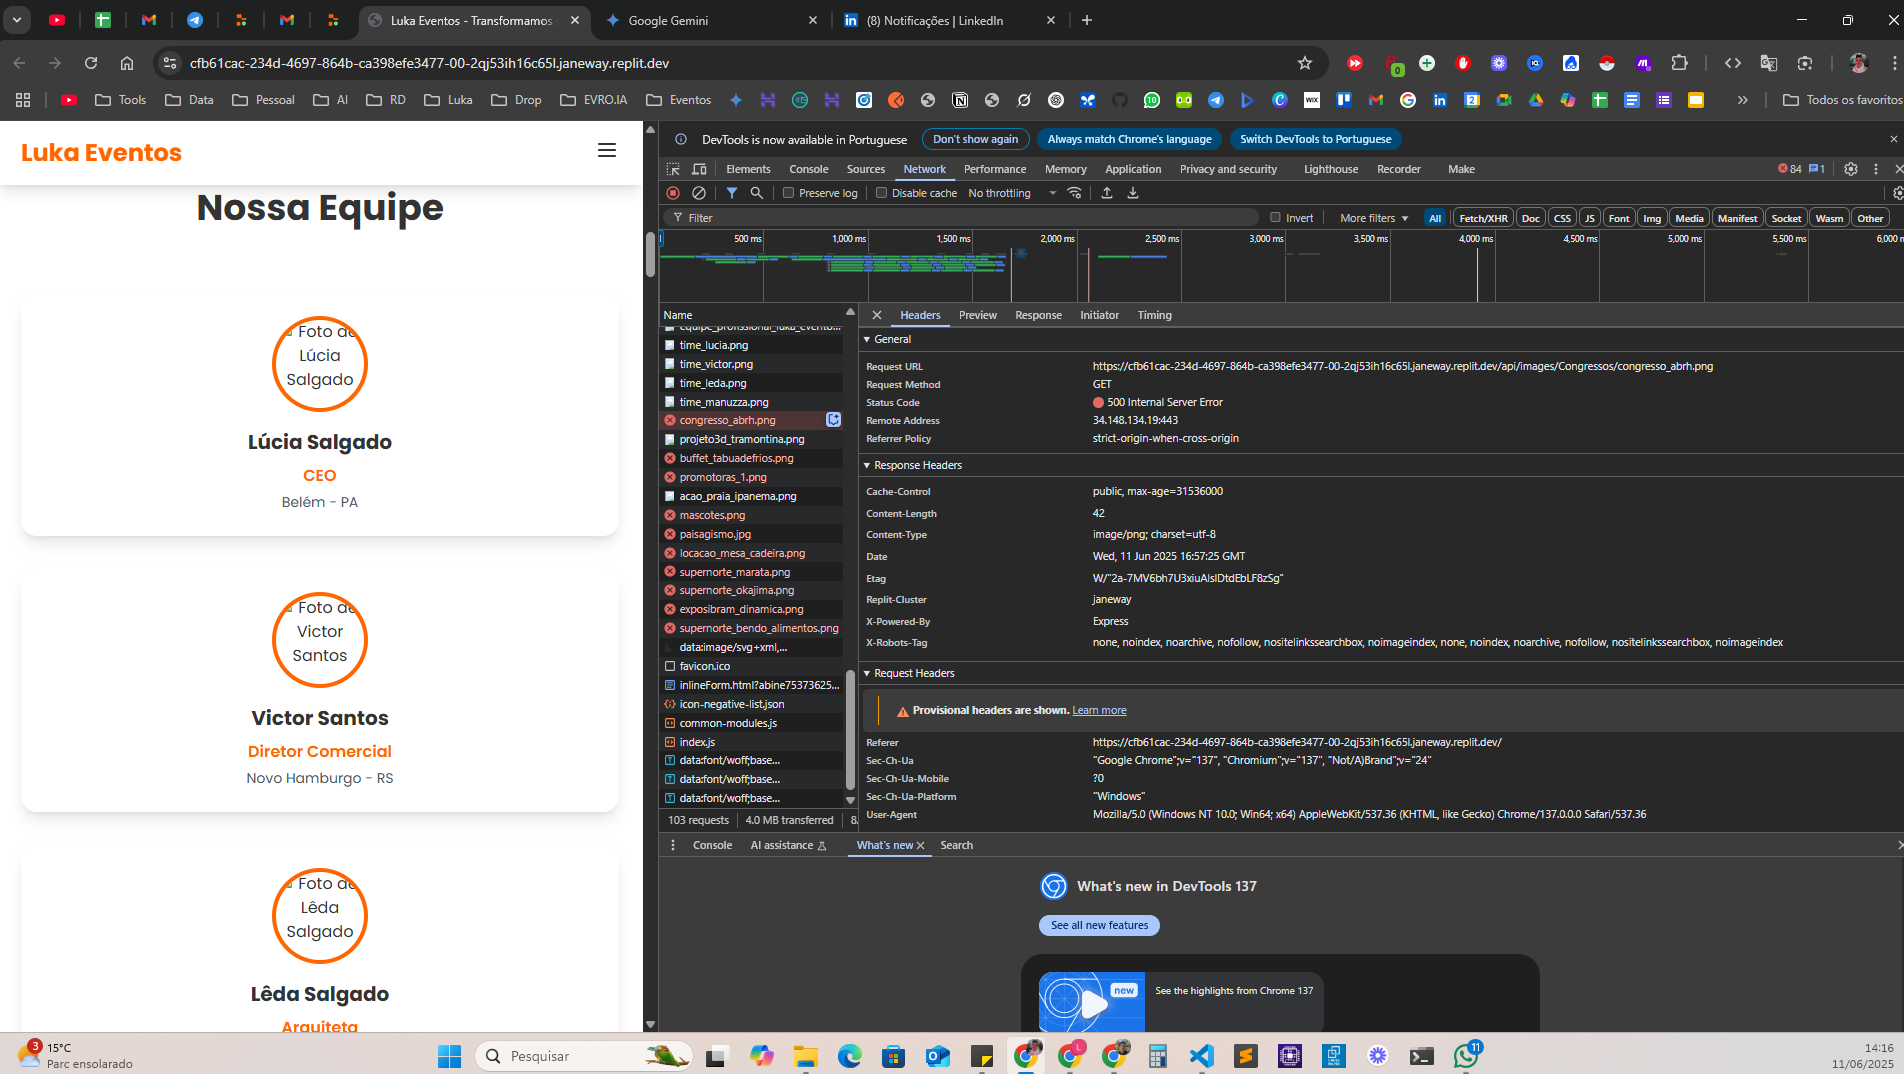 Luka Eventos - Transformamos
Google Gemini
(8) Notificações | LinkedIn
cfb61cac-234d-4697-864b-ca398efe3477-00-2qj53ih16c65l.janeway.replit.dev
0
Tools
Data
Pessoal
AI
RD
Luka
Drop
EVRO.IA
Eventos
Todos os favoritos
Luka Eventos
Nossa Equipe
Foto de
Lúcia
Salgado
Lúcia Salgado
CEO
Belém - PA
Foto de
Victor
Santos
Victor Santos
Diretor Comercial
Novo Hamburgo - RS
Foto de
Lêda
Salgado
Lêda Salgado
Arquiteta
DevTools is now available in Portuguese
Don't show again
Always match Chrome's language
Switch DevTools to Portuguese
Elements
Console
Sources
Network
Performance
Memory
Application
Privacy and security
Lighthouse
Recorder
Make
84
1
Preserve log
Disable cache
No throttling
Filter
Invert
More filters
All
Fetch/XHR
Doc
CSS
JS
Font
Img
Media
Manifest
Socket
Wasm
Other
500 ms
1,000 ms
1,500 ms
2,000 ms
2,500 ms
3,000 ms
3,500 ms
4,000 ms
4,500 ms
5,000 ms
5,500 ms
6,000 m
Name
equipe_profissional_luka_evento...
time_lucia.png
time_victor.png
time_leda.png
time_manuzza.png
congresso_abrh.png
projeto3d_tramontina.png
buffet_tabuadefrios.png
promotoras_1.png
acao_praia_ipanema.png
mascotes.png
paisagismo.jpg
locacao_mesa_cadeira.png
supernorte_marata.png
supernorte_okajima.png
exposibram_dinamica.png
supernorte_bendo_alimentos.png
data:image/svg+xml,...
favicon.ico
inlineForm.html?abine75373625...
icon-negative-list.json
common-modules.js
index.js
data:font/woff;base...
data:font/woff;base...
data:font/woff;base...
103 requests
4.0 MB transferred
8.
Headers
Preview
Response
Initiator
Timing
General
Request URL
https://cfb61cac-234d-4697-864b-ca398efe3477-00-2qj53ih16c65l.janeway.replit.dev/api/images/Congressos/congresso_abrh.png
Request Method
GET
Status Code
500 Internal Server Error
Remote Address
34.148.134.19:443
Referrer Policy
strict-origin-when-cross-origin
Response Headers
Cache-Control
public, max-age=31536000
Content-Length
42
Content-Type
image/png; charset=utf-8
Date
Wed, 11 Jun 2025 16:57:25 GMT
Etag
W/"2a-7MV6bh7U3xiuAlslDtdEbLF8zSg"
Replit-Cluster
janeway
X-Powered-By
Express
X-Robots-Tag
none, noindex, noarchive, nofollow, nositelinkssearchbox, noimageindex, none, noindex, noarchive, nofollow, nositelinkssearchbox, noimageindex
Request Headers
Provisional headers are shown. Learn more
Referer
https://cfb61cac-234d-4697-864b-ca398efe3477-00-2qj53ih16c65l.janeway.replit.dev/
Sec-Ch-Ua
"Google Chrome";v="137", "Chromium";v="137", "Not/A)Brand";v="24"
Sec-Ch-Ua-Mobile
?0
Sec-Ch-Ua-Platform
"Windows"
User-Agent
Mozilla/5.0 (Windows NT 10.0; Win64; x64) AppleWebKit/537.36 (KHTML, like Gecko) Chrome/137.0.0.0 Safari/537.36
Console
AI assistance
What's new
Search
What's new in DevTools 137
See all new features
new
See the highlights from Chrome 137
3
15°C
Parc ensolarado
Pesquisar
11
14:16
11/06/2025